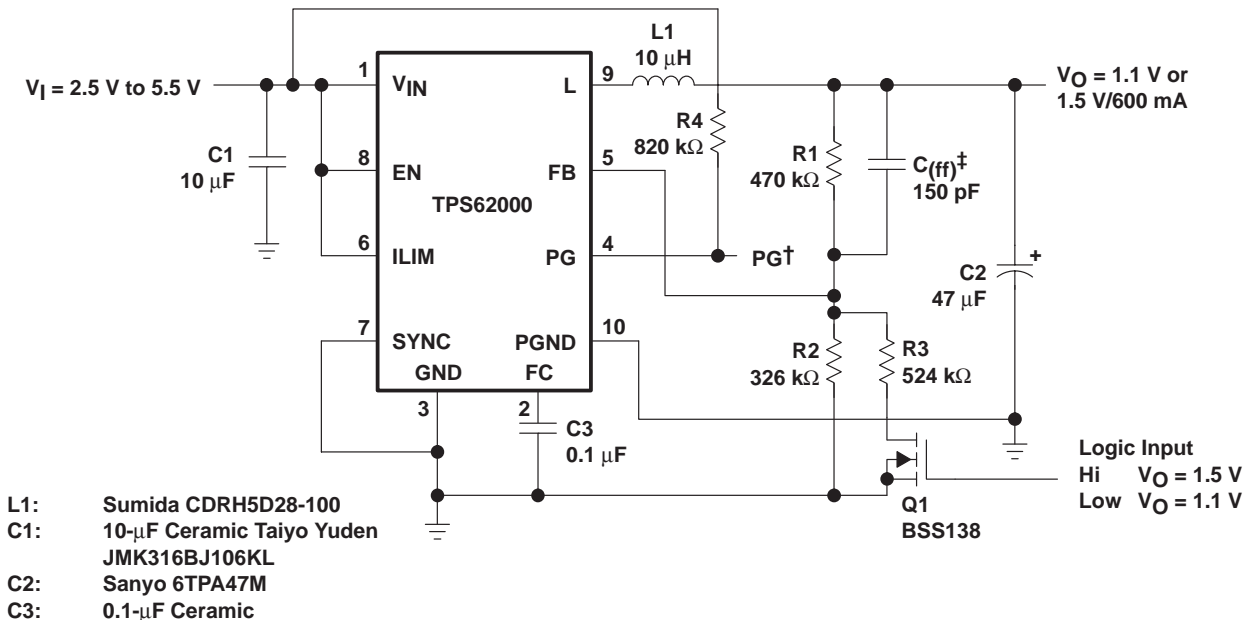 V_I = 2.5 V to 5.5 V
C1
10 μF
1
8
6
7
V_IN
EN
ILIM
SYNC
GND
TPS62000
L
FB
PG
PGND
FC
9
5
4
10
3
2
L1
10 μH
R4
820 kΩ
PG†
R1
470 kΩ
C(ff)‡
150 pF
V_O = 1.1 V or
1.5 V/600 mA
C2
47 μF
+
R2
326 kΩ
R3
524 kΩ
C3
0.1 μF
Q1
BSS138
Logic Input
Hi V_O = 1.5 V
Low V_O = 1.1 V
L1: Sumida CDRH5D28-100
C1: 10-μF Ceramic Taiyo Yuden
JMK316BJ106KL
C2: Sanyo 6TPA47M
C3: 0.1-μF Ceramic